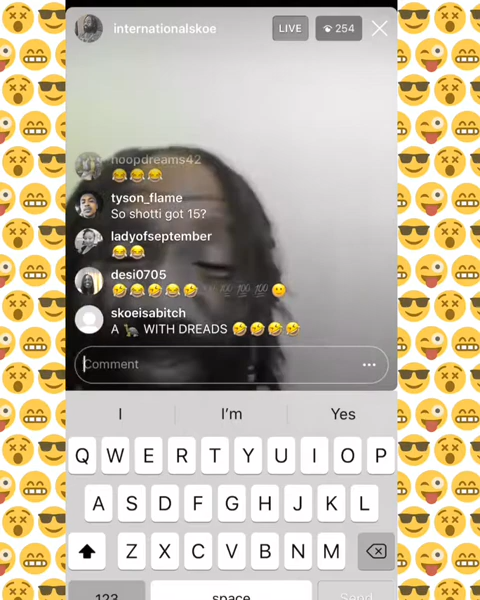 internationalskoe LIVE 254
hoopdreams42
😂😂😂
tyson_flame
So shotti got 15?
ladyofseptember
😂😂
desi0705
🤣😂🤣😂🤣💯💯💯💯
skoeisabitch
A 🦕 WITH DREADS 🤣🤣🤣🤣
Comment
I I'm Yes
Q W E R T Y U I O P
A S D F G H J K L
Z X C V B N M
123 space Send